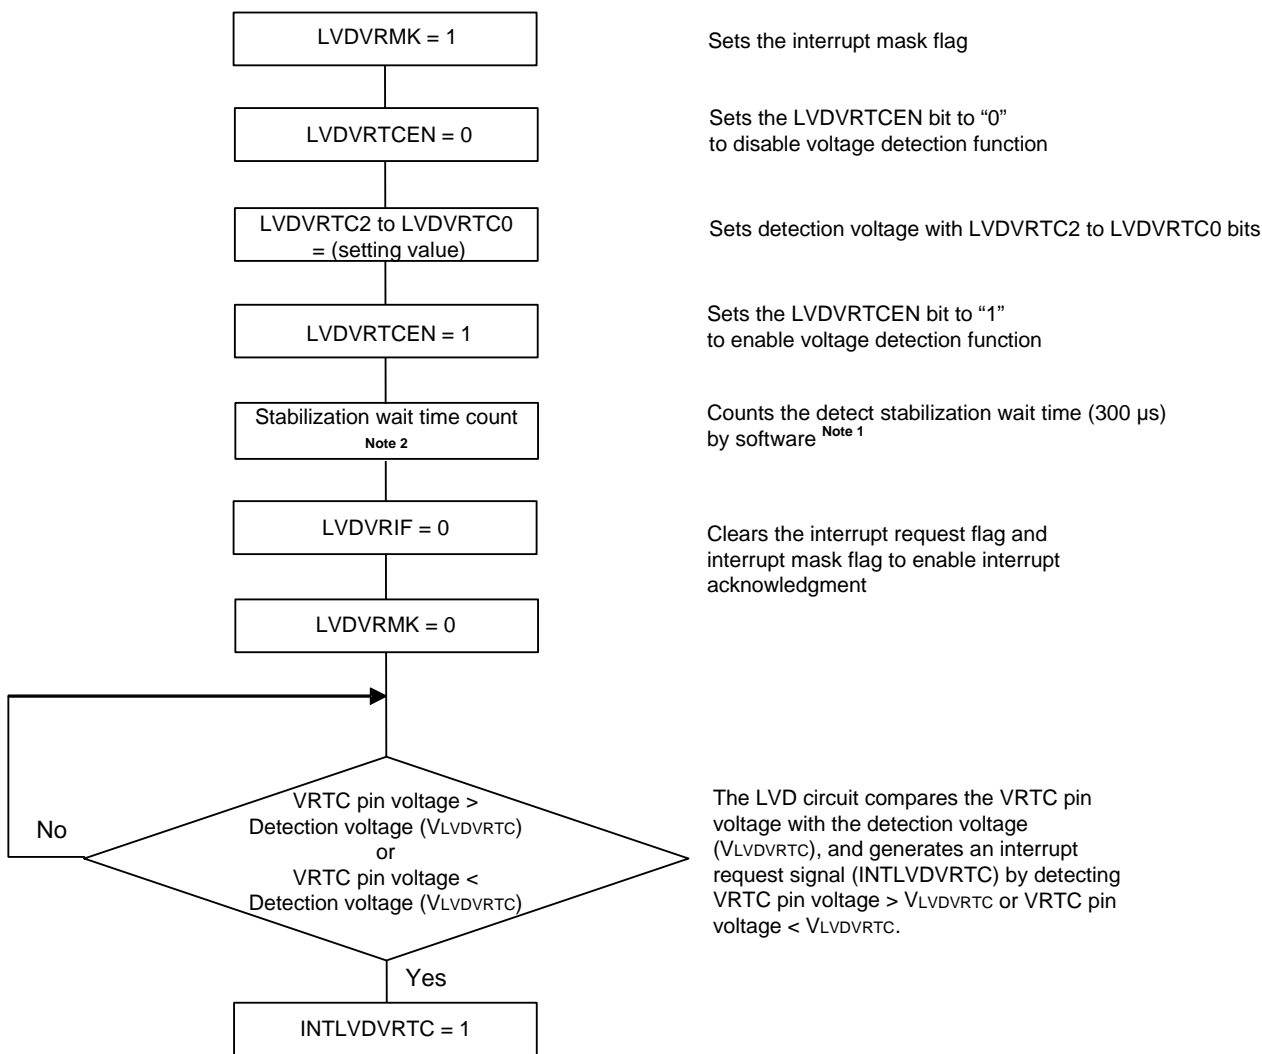 LVDVRMK = 1
Sets the interrupt mask flag
LVDVRTCEN = 0
Sets the LVDVRTCEN bit to “0”
to disable voltage detection function
LVDVRTC2 to LVDVRTC0
= (setting value)
Sets detection voltage with LVDVRTC2 to LVDVRTC0 bits
LVDVRTCEN = 1
Sets the LVDVRTCEN bit to “1”
to enable voltage detection function
Stabilization wait time count
Note 2
Counts the detect stabilization wait time (300 μs)
by software Note 1
LVDVRIF = 0
Clears the interrupt request flag and
interrupt mask flag to enable interrupt
acknowledgment
LVDVRMK = 0
VRTC pin voltage >
Detection voltage (VLVDVRTC)
or
VRTC pin voltage <
Detection voltage (VLVDVRTC)
No
The LVD circuit compares the VRTC pin
voltage with the detection voltage
(VLVDVRTC), and generates an interrupt
request signal (INTLVDVRTC) by detecting
VRTC pin voltage > VLVDVRTC or VRTC pin
voltage < VLVDVRTC.
Yes
INTLVDVRTC = 1